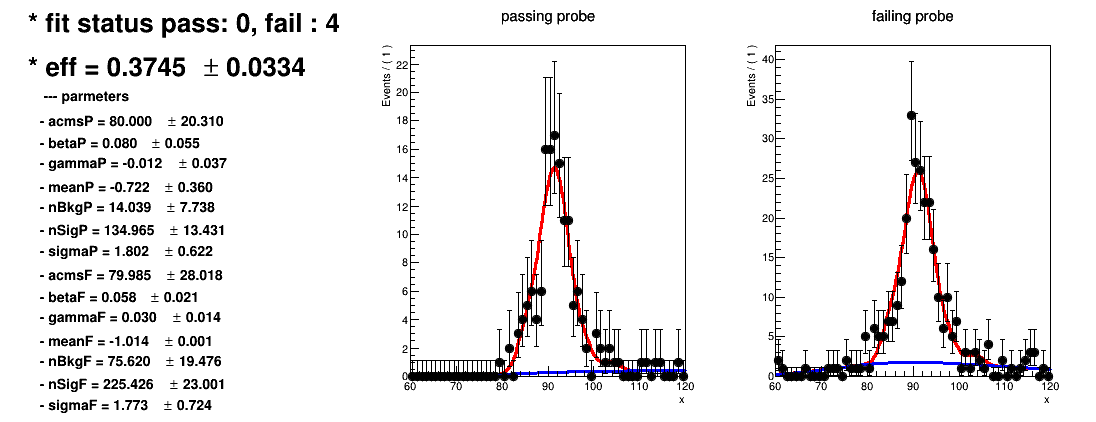 * fit status pass: 0, fail : 4
* eff = 0.3745 ± 0.0334
--- parmeters
- acmsP = 80.000 ± 20.310
- betaP = 0.080 ± 0.055
- gammaP = -0.012 ± 0.037
- meanP = -0.722 ± 0.360
- nBkgP = 14.039 ± 7.738
- nSigP = 134.965 ± 13.431
- sigmaP = 1.802 ± 0.622
- acmsF = 79.985 ± 28.018
- betaF = 0.058 ± 0.021
- gammaF = 0.030 ± 0.014
- meanF = -1.014 ± 0.001
- nBkgF = 75.620 ± 19.476
- nSigF = 225.426 ± 23.001
- sigmaF = 1.773 ± 0.724
passing probe
Events / ( 1 )
22
20
18
16
14
12
10
8
6
4
2
0
60 70 80 90 100 110 120
x
failing probe
Events / ( 1 )
40
35
30
25
20
15
10
5
0
60 70 80 90 100 110 120
x